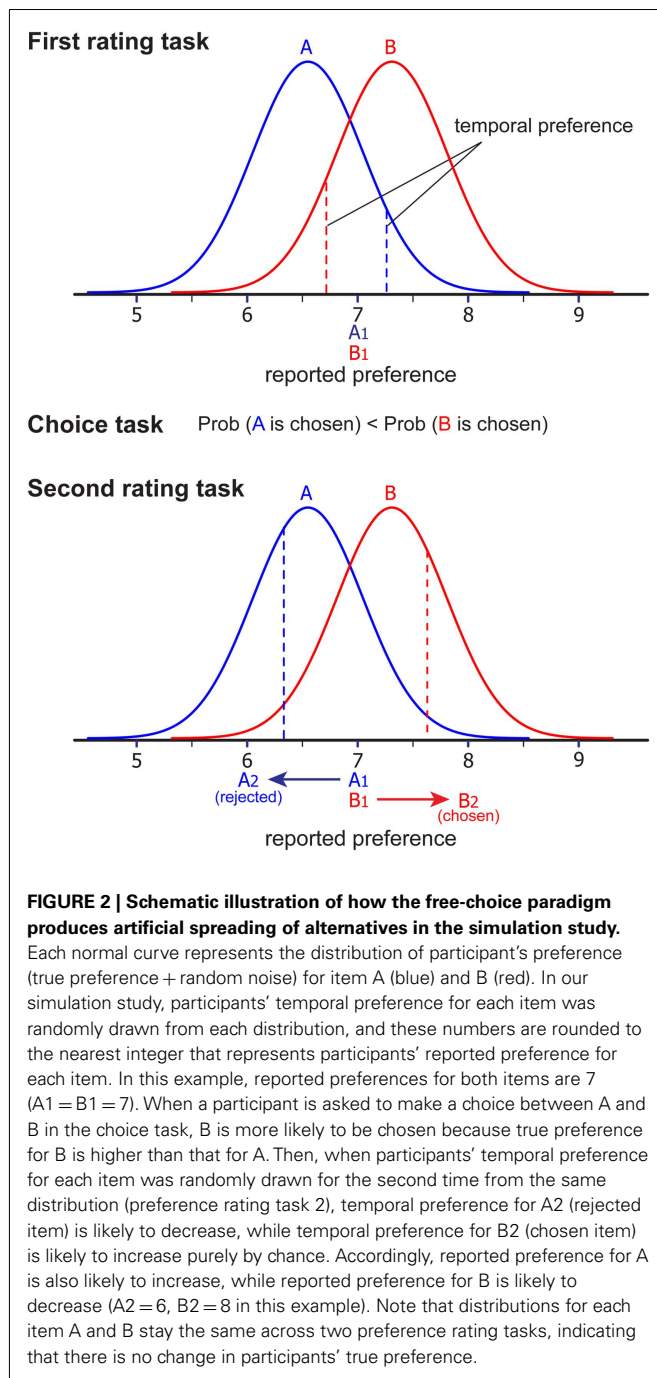 First rating task
A
B
temporal preference
5 6 7 8 9
A1
B1
reported preference
Choice task Prob (A is chosen) < Prob (B is chosen)
Second rating task
A
B
5 6 7 8 9
A2 A1
(rejected) B1 B2
(chosen)
reported preference
FIGURE 2 | Schematic illustration of how the free-choice paradigm
produces artificial spreading of alternatives in the simulation study.
Each normal curve represents the distribution of participant's preference
(true preference + random noise) for item A (blue) and B (red). In our
simulation study, participants' temporal preference for each item was
randomly drawn from each distribution, and these numbers are rounded to
the nearest integer that represents participants' reported preference for
each item. In this example, reported preferences for both items are 7
(A1 = B1 = 7). When a participant is asked to make a choice between A and
B in the choice task, B is more likely to be chosen because true preference
for B is higher than that for A. Then, when participants' temporal preference
for each item was randomly drawn for the second time from the same
distribution (preference rating task 2), temporal preference for A2 (rejected
item) is likely to decrease, while temporal preference for B2 (chosen item)
is likely to increase purely by chance. Accordingly, reported preference for A
is also likely to increase, while reported preference for B is likely to
decrease (A2 = 6, B2 = 8 in this example). Note that distributions for each
item A and B stay the same across two preference rating tasks, indicating
that there is no change in participants' true preference.